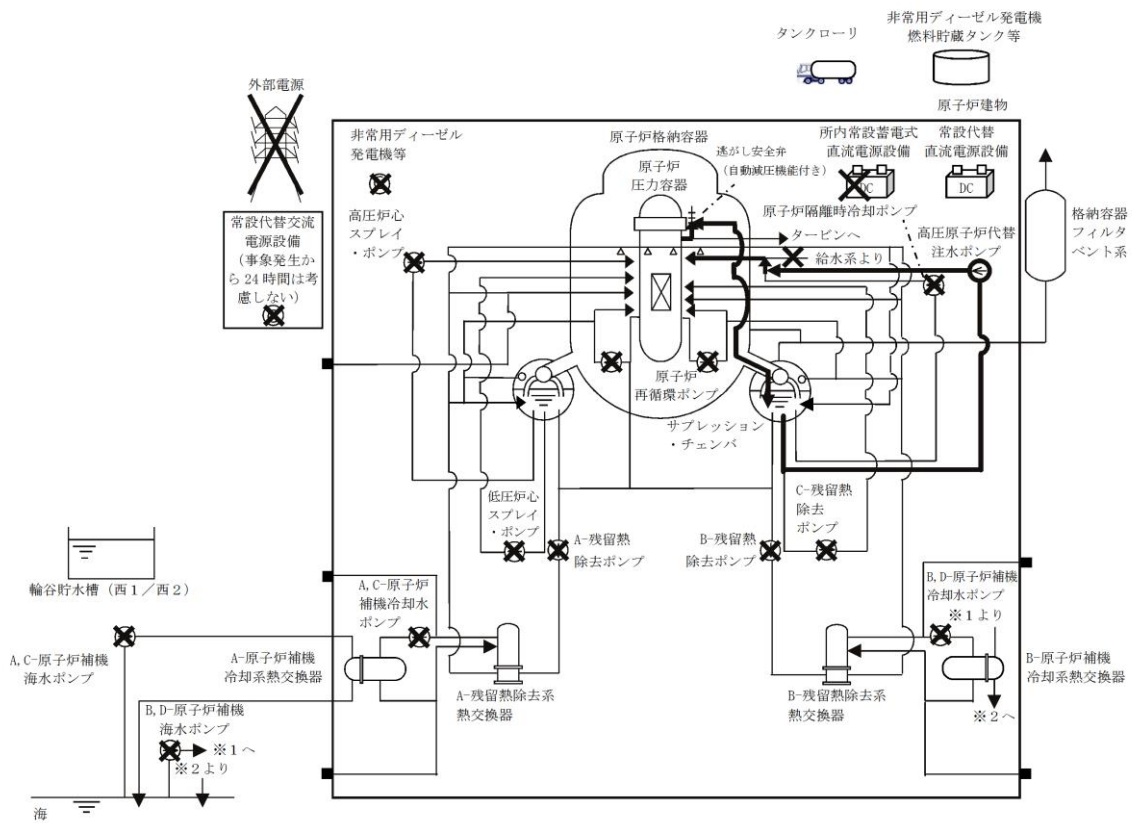 タンクローリ
非常用ディーゼル発電機
燃料貯蔵タンク等
外部電源
原子炉建物
非常用ディーゼル
発電機等
原子炉格納容器
原子炉
圧力容器
逃がし安全弁
(自動減圧機能付き)
所内常設蓄電式
直流電源設備
DC
常設代替
直流電源設備
DC
格納容器
フィルタ
ベント系
常設代替交流
電源設備
(事象発生か
ら24時間は考
慮しない)
高圧炉心
スプレイ
・ポンプ
原子炉隔離時冷却ポンプ
タービンへ
給水系より
高圧原子炉代替
注水ポンプ
原子炉
再循環ポンプ
サプレッション
・チェンバ
低圧炉心
スプレイ
・ポンプ
A-残留熱
除去ポンプ
B-残留熱
除去ポンプ
C-残留熱
除去
ポンプ
輪谷貯水槽(西1/西2)
A,C-原子炉
補機冷却水
ポンプ
B,D-原子炉補機
冷却水ポンプ
※1より
A,C-原子炉補機
海水ポンプ
A-原子炉補機
冷却系熱交換器
A-残留熱除去系
熱交換器
B-残留熱除去系
熱交換器
B-原子炉補機
冷却系熱交換器
※2へ
B,D-原子炉補機
海水ポンプ
※1へ
※2より
海